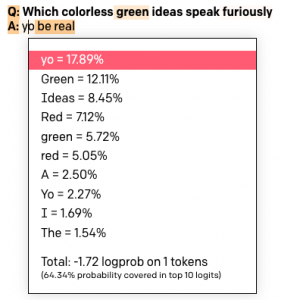 Q: Which colorless green ideas speak furiously
A: yo be real
yo = 17.89%
Green = 12.11%
Ideas = 8.45%
Red = 7.12%
green = 5.72%
red = 5.05%
A = 2.50%
Yo = 2.27%
I = 1.69%
The = 1.54%
Total: -1.72 logprob on 1 tokens
(64.34% probability covered in top 10 logits)